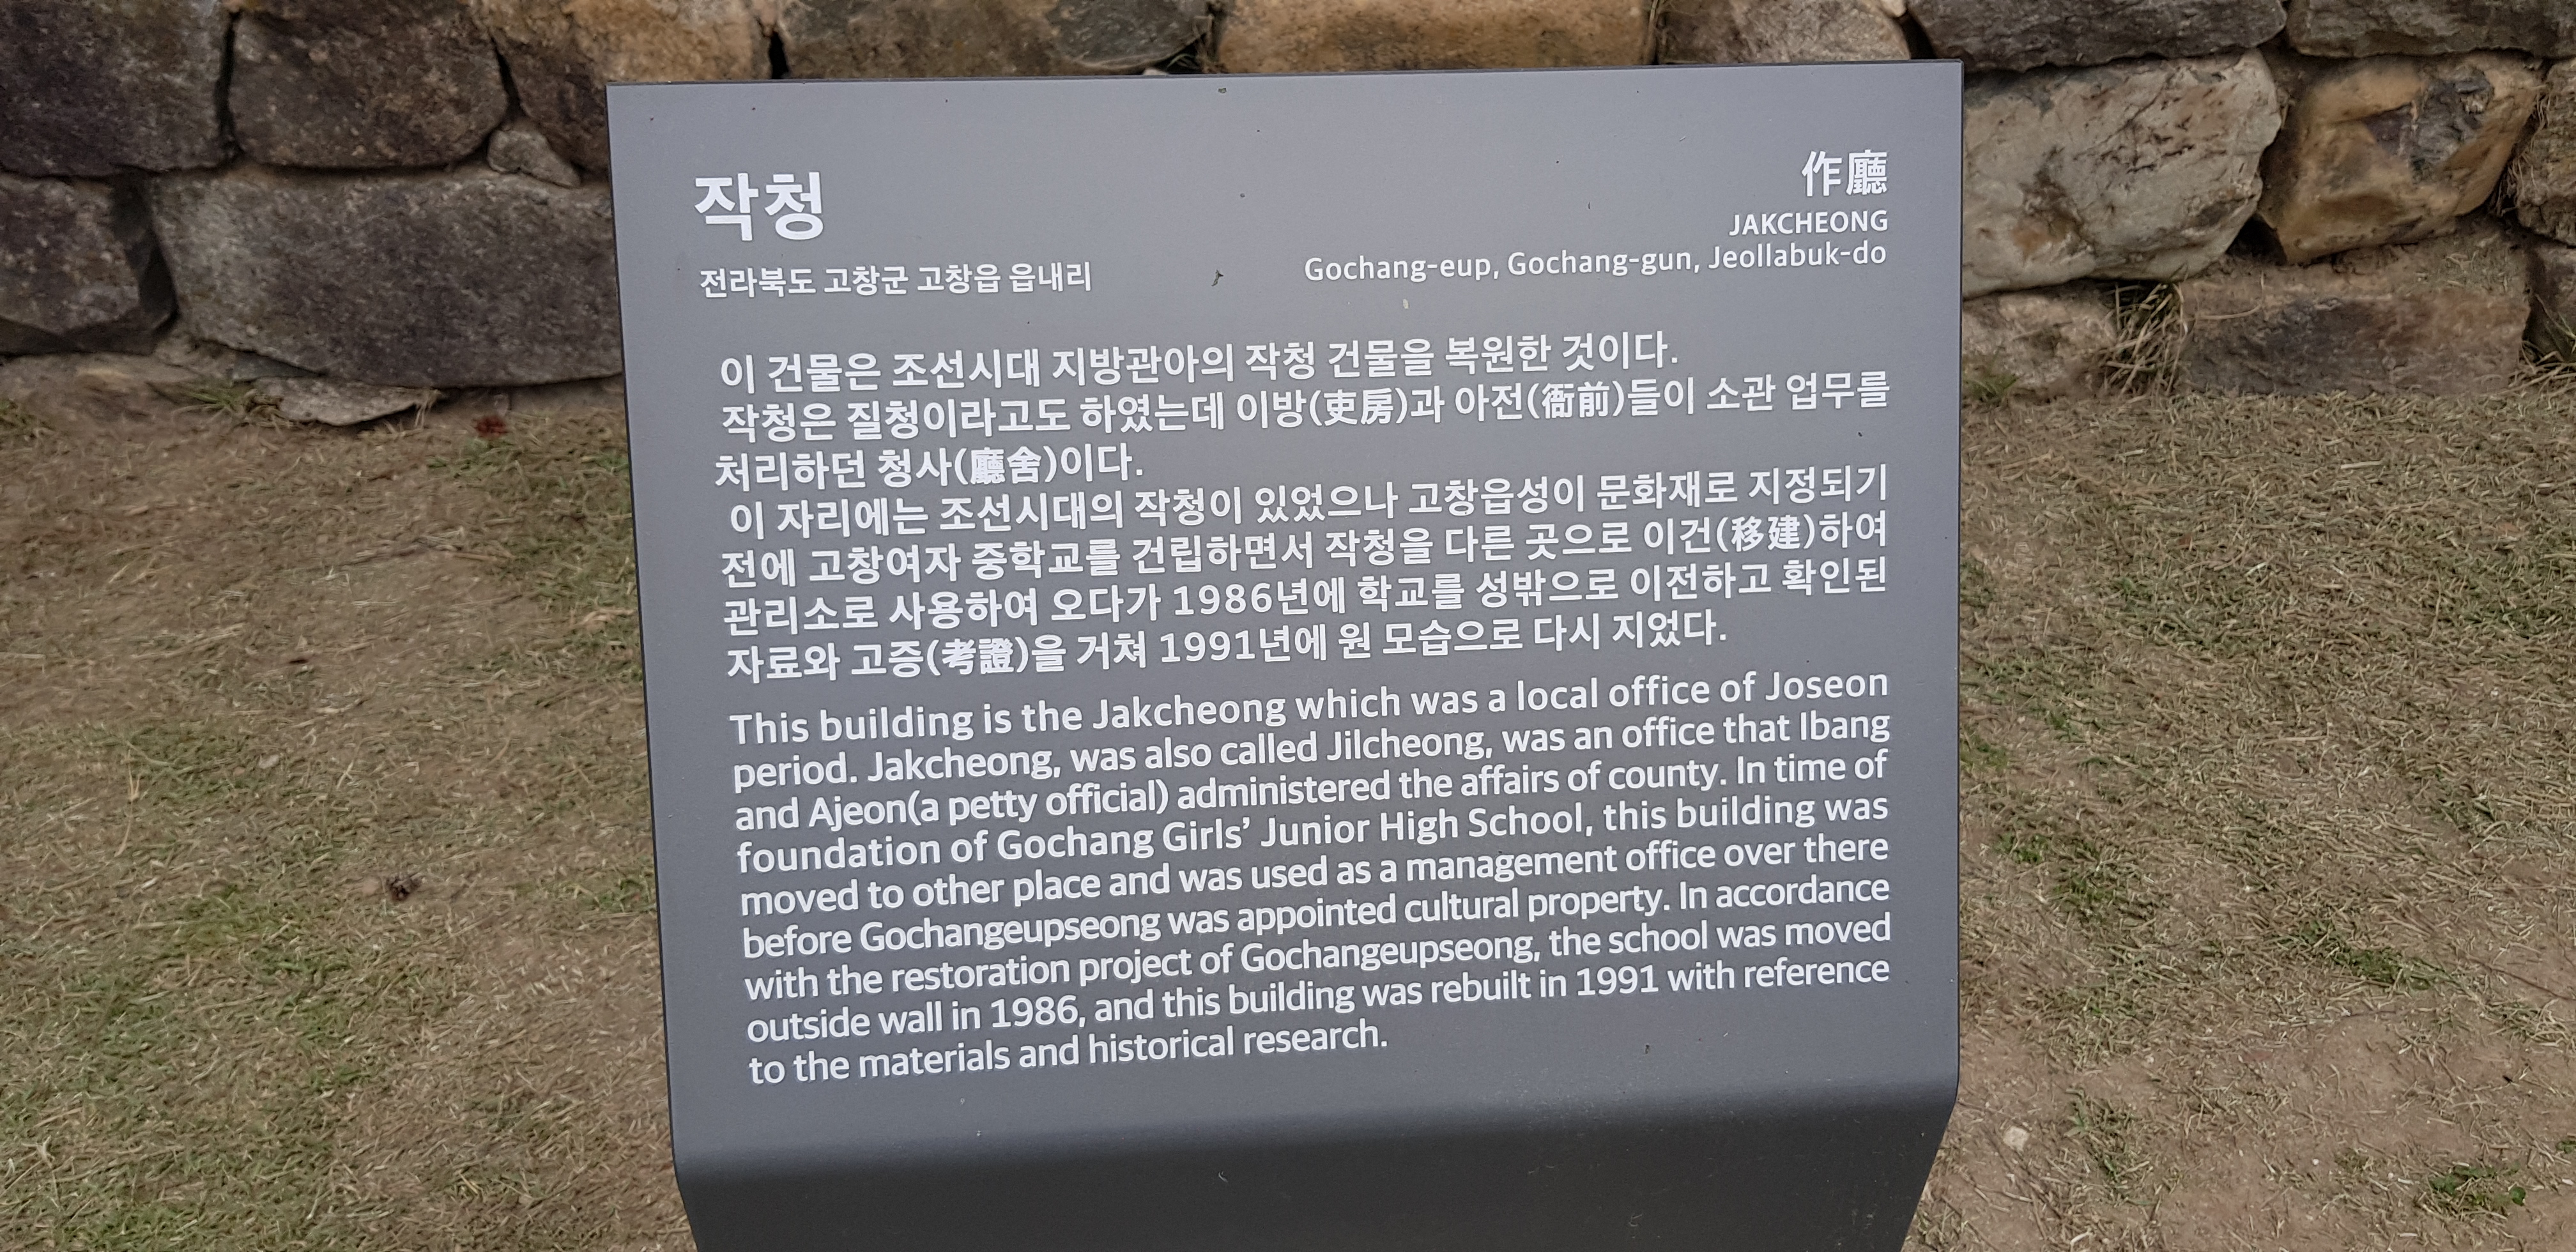 작청
作廳
JAKCHEONG
전라북도 고창군 고창읍 읍내리
Gochang-eup, Gochang-gun, Jeollabuk-do
이 건물은 조선시대 지방관아의 작청 건물을 복원한 것이다.
작청은 질청이라고도 하였는데 이방(吏房)과 아전(衙前)들이 소관 업무를
처리하던 청사(廳舍)이다.
이 자리에는 조선시대의 작청이 있었으나 고창읍성이 문화재로 지정되기
전에 고창여자 중학교를 건립하면서 작청을 다른 곳으로 이건(移建)하여
관리소로 사용하여 오다가 1986년에 학교를 성밖으로 이전하고 확인된
자료와 고증(考證)을 거쳐 1991년에 원 모습으로 다시 지었다.
This building is the Jakcheong which was a local office of Joseon
period. Jakcheong, was also called Jilcheong, was an office that Ibang
and Ajeon(a petty official) administered the affairs of county. In time of
foundation of Gochang Girls’ Junior High School, this building was
moved to other place and was used as a management office over there
before Gochangeupseong was appointed cultural property. In accordance
with the restoration project of Gochangeupseong, the school was moved
outside wall in 1986, and this building was rebuilt in 1991 with reference
to the materials and historical research.